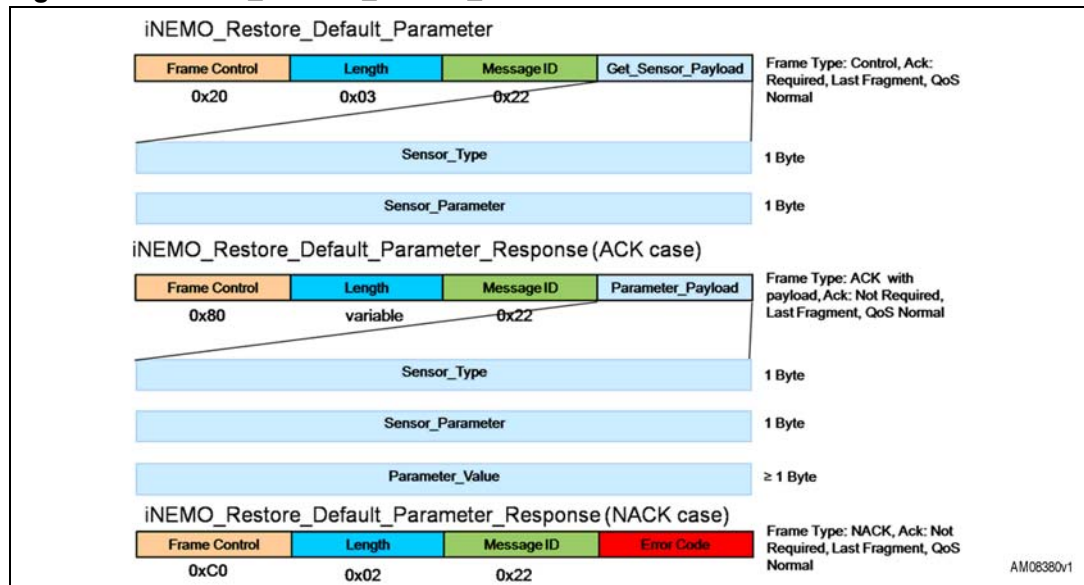 iNEMO_Restore_Default_Parameter
Frame Control Length Message ID Get_Sensor_Payload
0x20 0x03 0x22
Frame Type: Control, Ack:
Required, Last Fragment, QoS
Normal
Sensor_Type 1 Byte
Sensor_Parameter 1 Byte
iNEMO_Restore_Default_Parameter_Response (ACK case)
Frame Control Length Message ID Parameter_Payload
0x80 variable 0x22
Frame Type: ACK with
payload, Ack: Not Required,
Last Fragment, QoS Normal
Sensor_Type 1 Byte
Sensor_Parameter 1 Byte
Parameter_Value ≥ 1 Byte
iNEMO_Restore_Default_Parameter_Response (NACK case)
Frame Control Length Message ID Error Code
0xC0 0x02 0x22
Frame Type: NACK, Ack: Not
Required, Last Fragment, QoS
Normal
AM08380v1